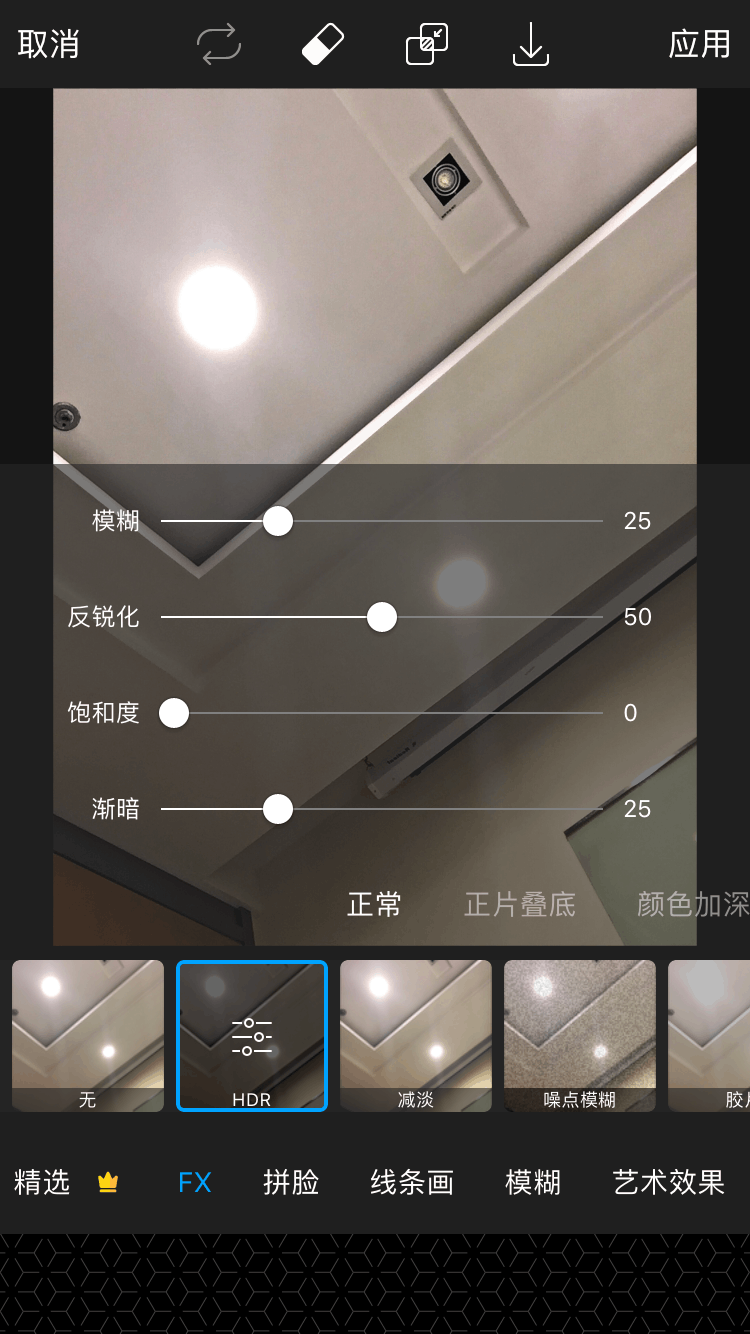 取消 应用
模糊 25
反锐化 50
饱和度 0
渐暗 25
正常 正片叠底 颜色加深
无 HDR 减淡 噪点模糊 胶
精选 FX 拼脸 线条画 模糊 艺术效果